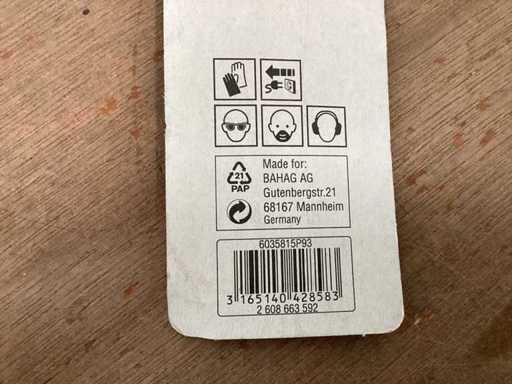 21
PAP
Made for:
BAHAG AG
Gutenbergstr.21
68167 Mannheim
Germany
6035815P93
3 165140 428583
2 608 663 592